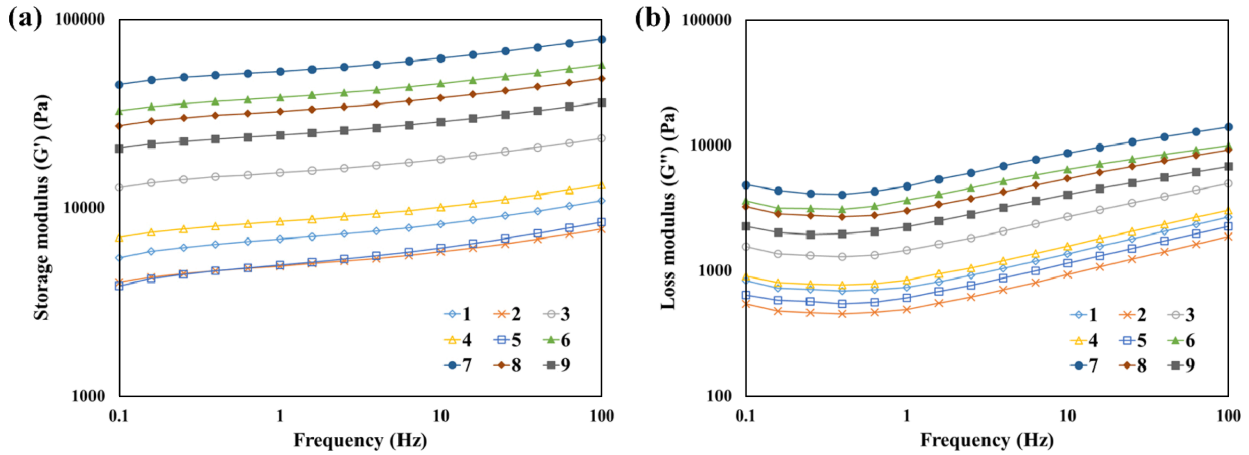 (a)
Storage modulus (G') (Pa)
100000
10000
1000
0.1 1 10 100
Frequency (Hz)
1 2 3
4 5 6
7 8 9
(b)
Loss modulus (G") (Pa)
100000
10000
1000
100
0.1 1 10 100
Frequency (Hz)
1 2 3
4 5 6
7 8 9